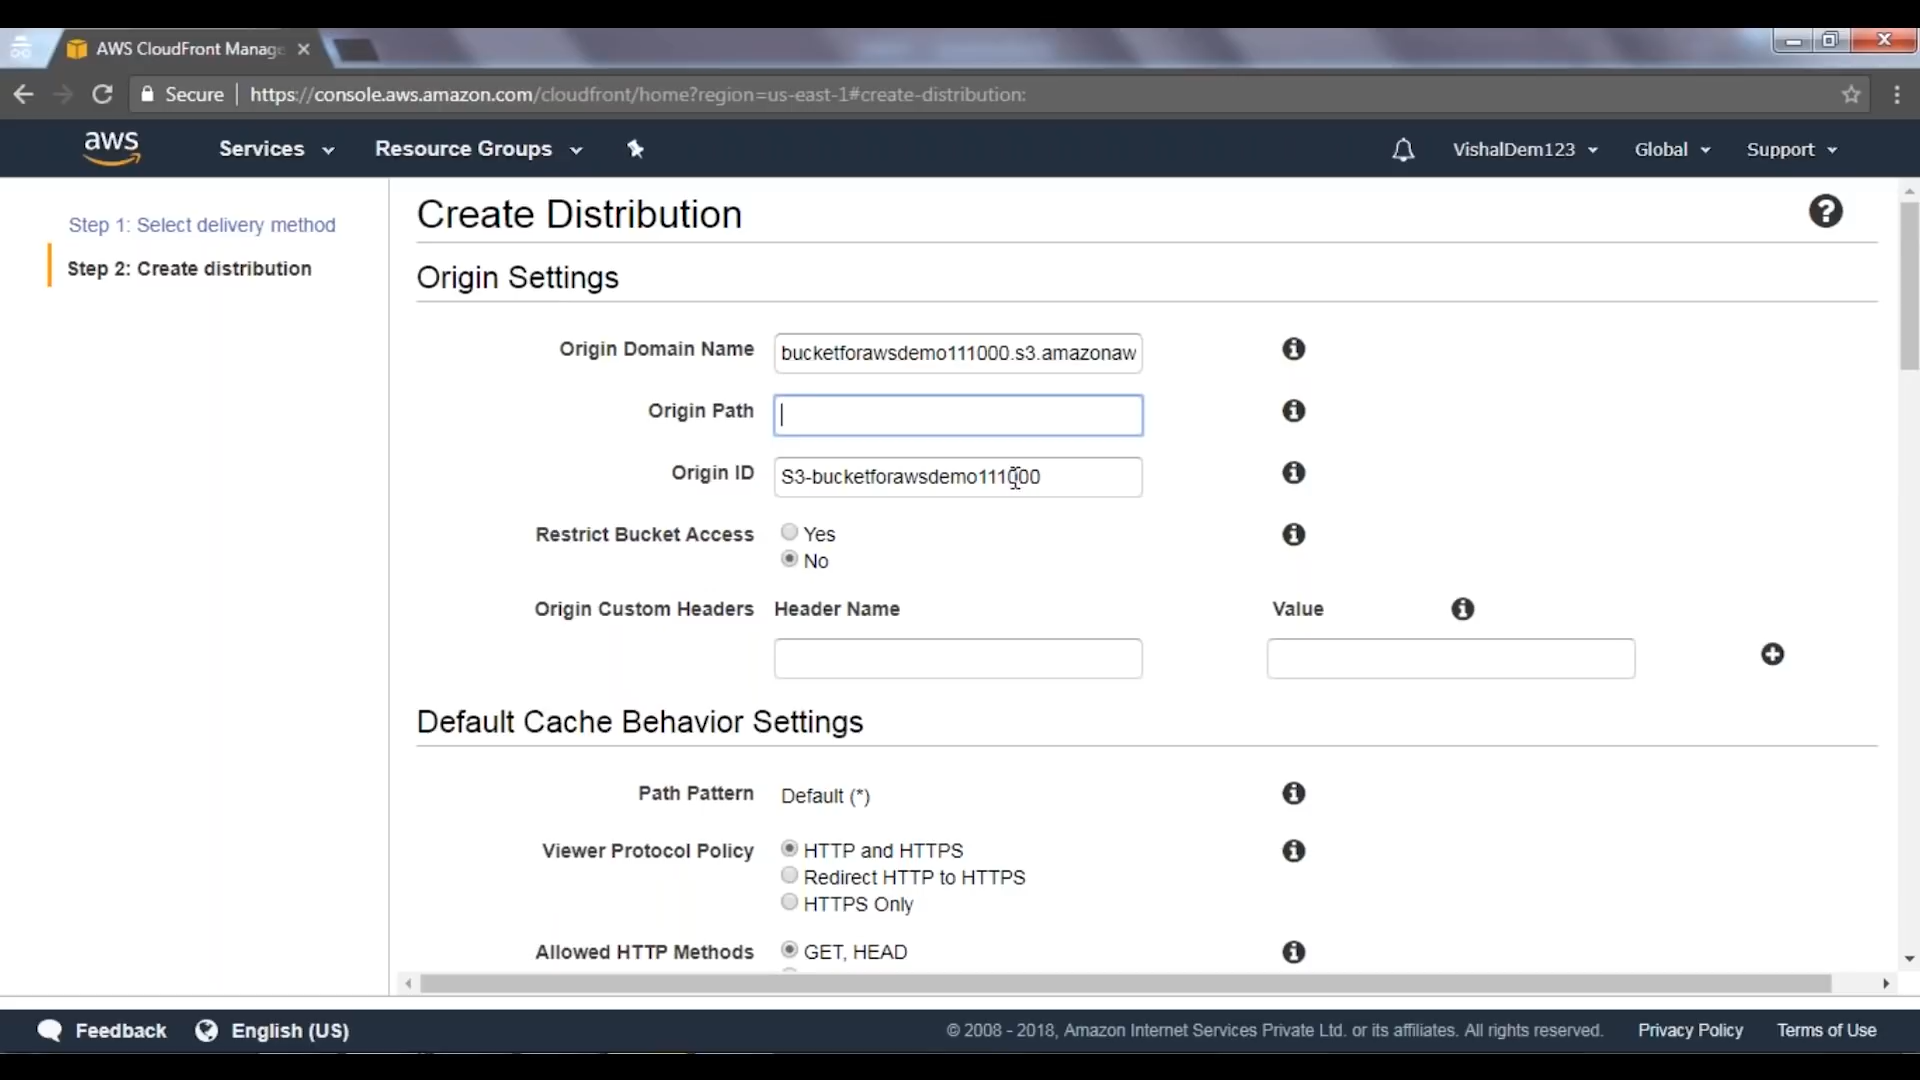 AWS CloudFront Manage
Secure https://console.aws.amazon.com/cloudfront/home?region=us-east-1#create-distribution:
aws Services Resource Groups VishalDem123 Global Support
Step 1: Select delivery method
Step 2: Create distribution
Create Distribution
Origin Settings
Origin Domain Name bucketforawsdemo111000.s3.amazonaw
Origin Path
Origin ID S3-bucketforawsdemo111000
Restrict Bucket Access Yes
No
Origin Custom Headers Header Name Value
Default Cache Behavior Settings
Path Pattern Default (*)
Viewer Protocol Policy HTTP and HTTPS
Redirect HTTP to HTTPS
HTTPS Only
Allowed HTTP Methods GET, HEAD
Feedback English (US) © 2008 - 2018, Amazon Internet Services Private Ltd. or its affiliates. All rights reserved. Privacy Policy Terms of Use